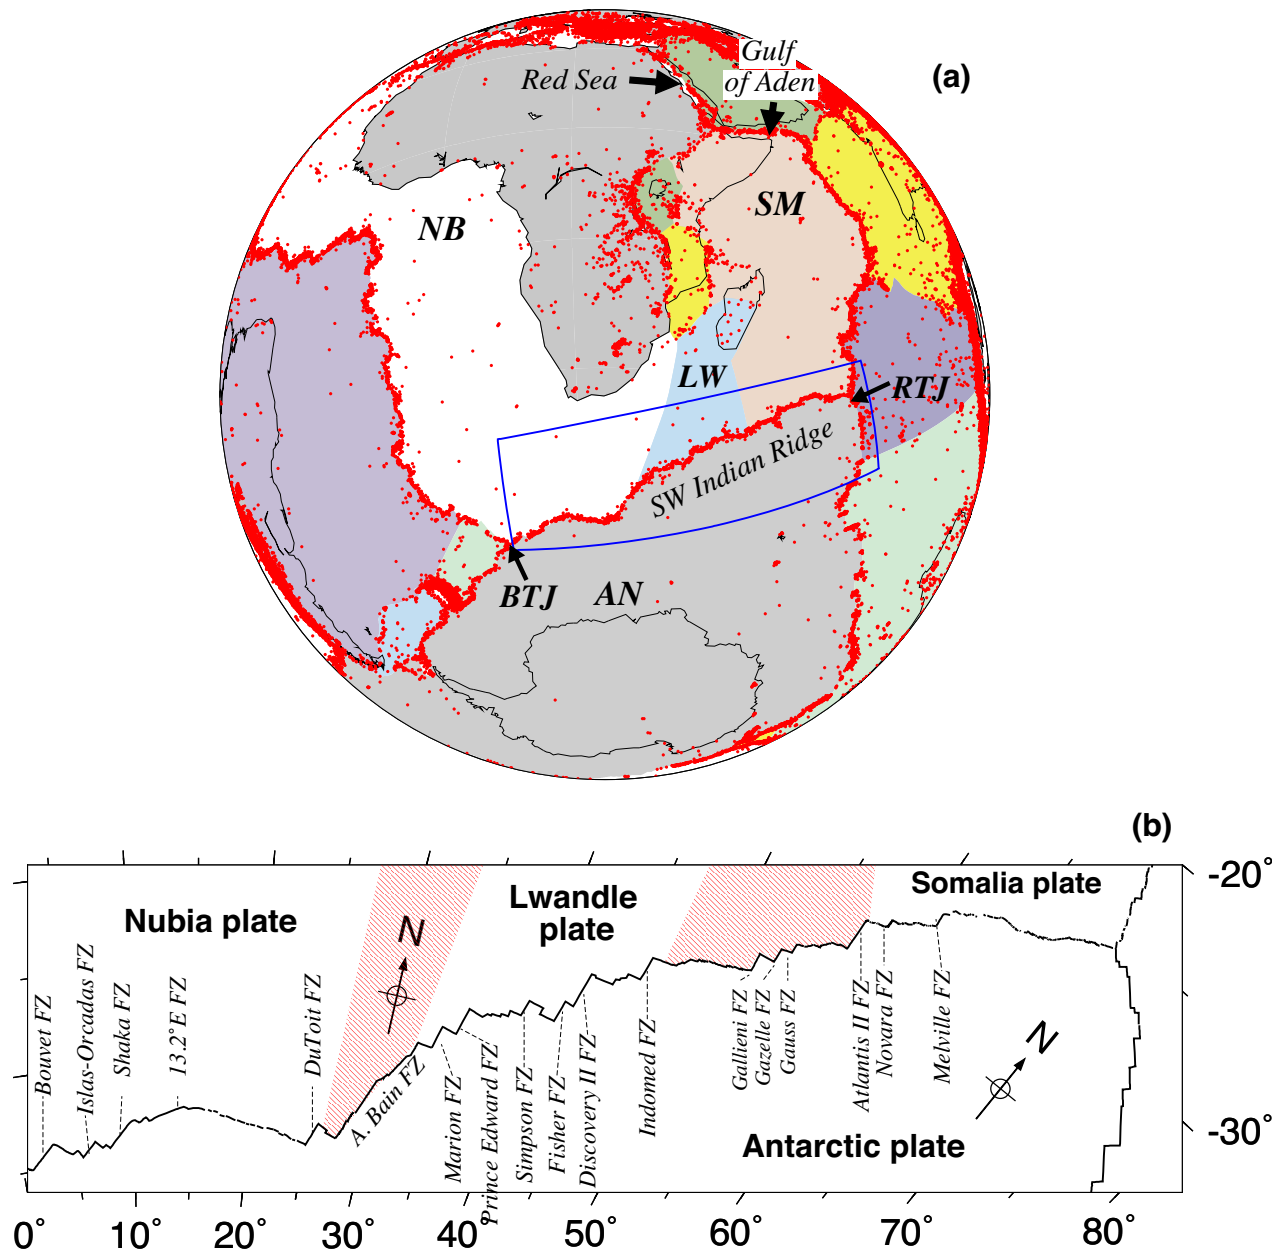 Gulf
of Aden
Red Sea
(a)
NB
SM
LW
RTJ
SW Indian Ridge
BTJ
AN
(b)
-20°
Nubia plate
Lwandle
plate
Somalia plate
N
Bouvet FZ
Islas-Orcadas FZ
Shaka FZ
13.2°E FZ
DuToit FZ
A. Bain FZ
Marion FZ
Prince Edward FZ
Simpson FZ
Fisher FZ
Discovery II FZ
Indomed FZ
Gallieni FZ
Gazelle FZ
Gauss FZ
Atlantis II FZ
Novara FZ
Melville FZ
N
Antarctic plate
-30°
0° 10° 20° 30° 40° 50° 60° 70° 80°